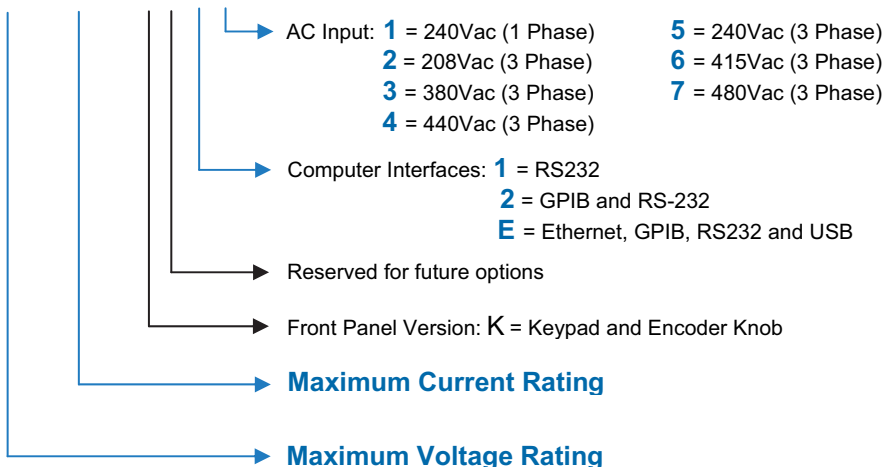 AC Input: 1 = 240Vac (1 Phase) 5 = 240Vac (3 Phase)
2 = 208Vac (3 Phase) 6 = 415Vac (3 Phase)
3 = 380Vac (3 Phase) 7 = 480Vac (3 Phase)
4 = 440Vac (3 Phase)
Computer Interfaces: 1 = RS232
2 = GPIB and RS-232
E = Ethernet, GPIB, RS232 and USB
Reserved for future options
Front Panel Version: K = Keypad and Encoder Knob
Maximum Current Rating
Maximum Voltage Rating